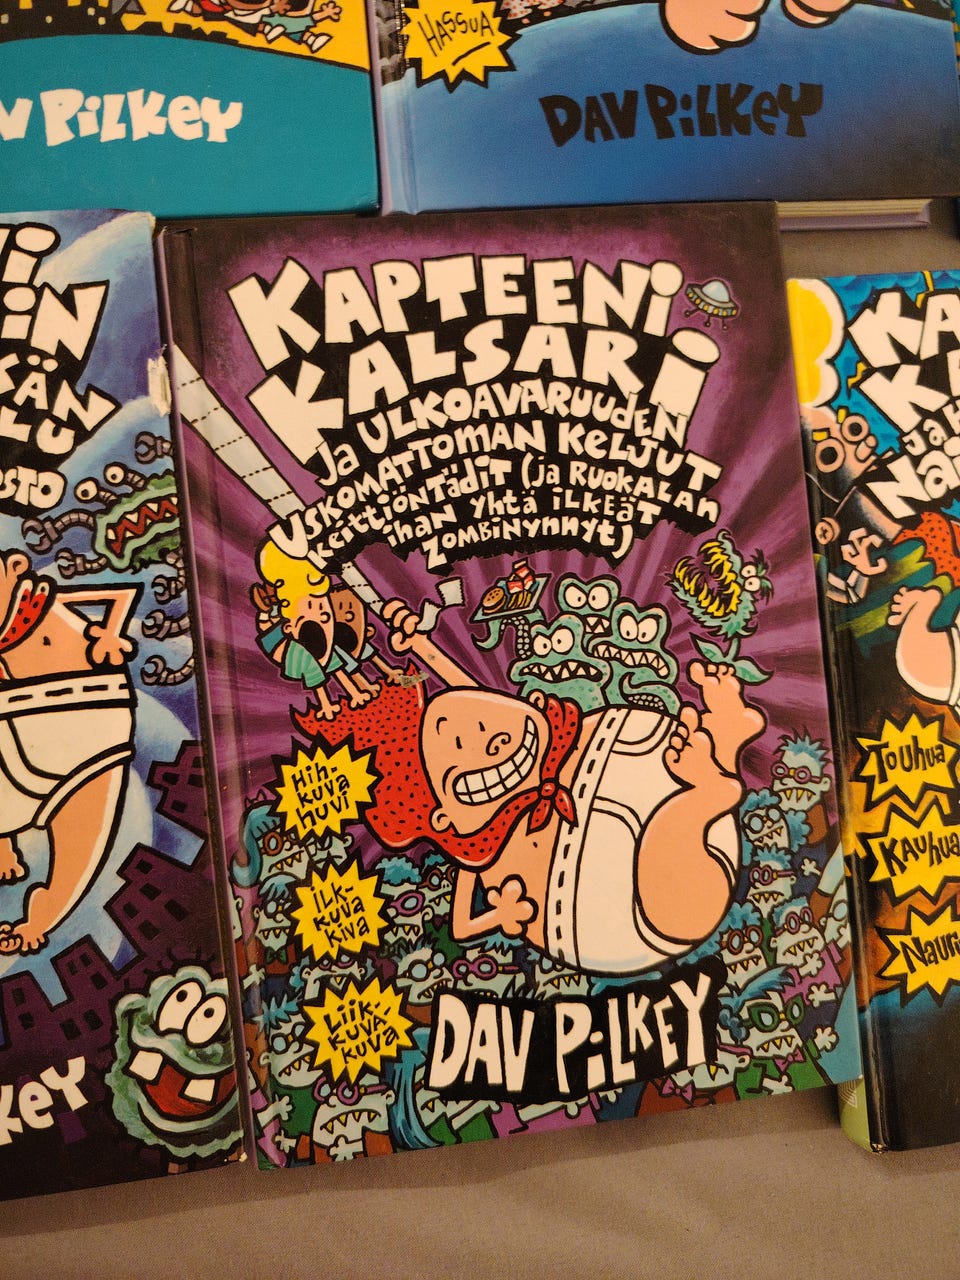 HASSUA
V PiLKEY
DAV PiLKEY
KAPTEENi
KALSARi
Ja ULKOAVARUUDEN
USKOMATTOMAN KELJUT
KEiTTiÖNTÄDiT (ja RUOKALAN
ihan yhtä iLKEÄT
ZOMBiNYNNYT)
Hih-
kuva
huvi
iLK-
kuva
kiva
Liik-
kuva
kuva
DAV PiLKEY
KEY
Touhua
Kauhua